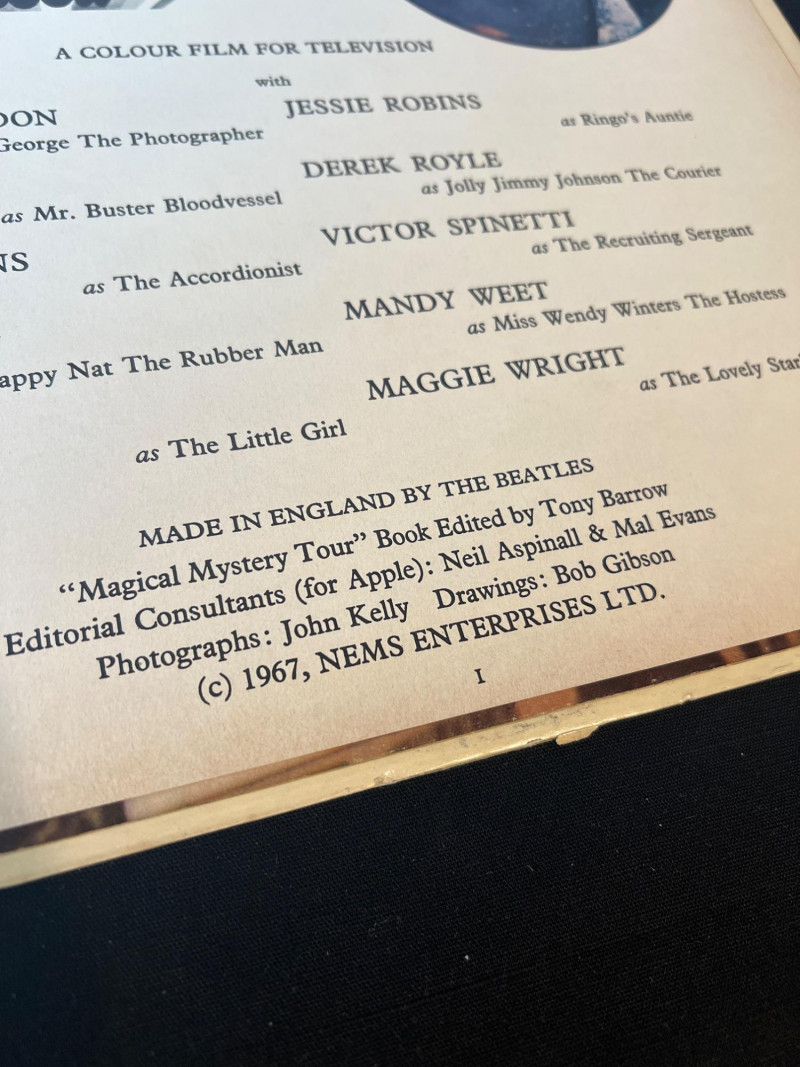 A COLOUR FILM FOR TELEVISION
with
DON
George The Photographer
JESSIE ROBINS
as Ringo's Auntie
as Mr. Buster Bloodvessel
DEREK ROYLE
as Jolly Jimmy Johnson The Courier
NS
as The Accordionist
VICTOR SPINETTI
as The Recruiting Sergeant
appy Nat The Rubber Man
MANDY WEET
as Miss Wendy Winters The Hostess
as The Little Girl
MAGGIE WRIGHT
as The Lovely Star
MADE IN ENGLAND BY THE BEATLES
“Magical Mystery Tour” Book Edited by Tony Barrow
Editorial Consultants (for Apple): Neil Aspinall & Mal Evans
Photographs: John Kelly Drawings: Bob Gibson
(c) 1967, NEMS ENTERPRISES LTD.
I